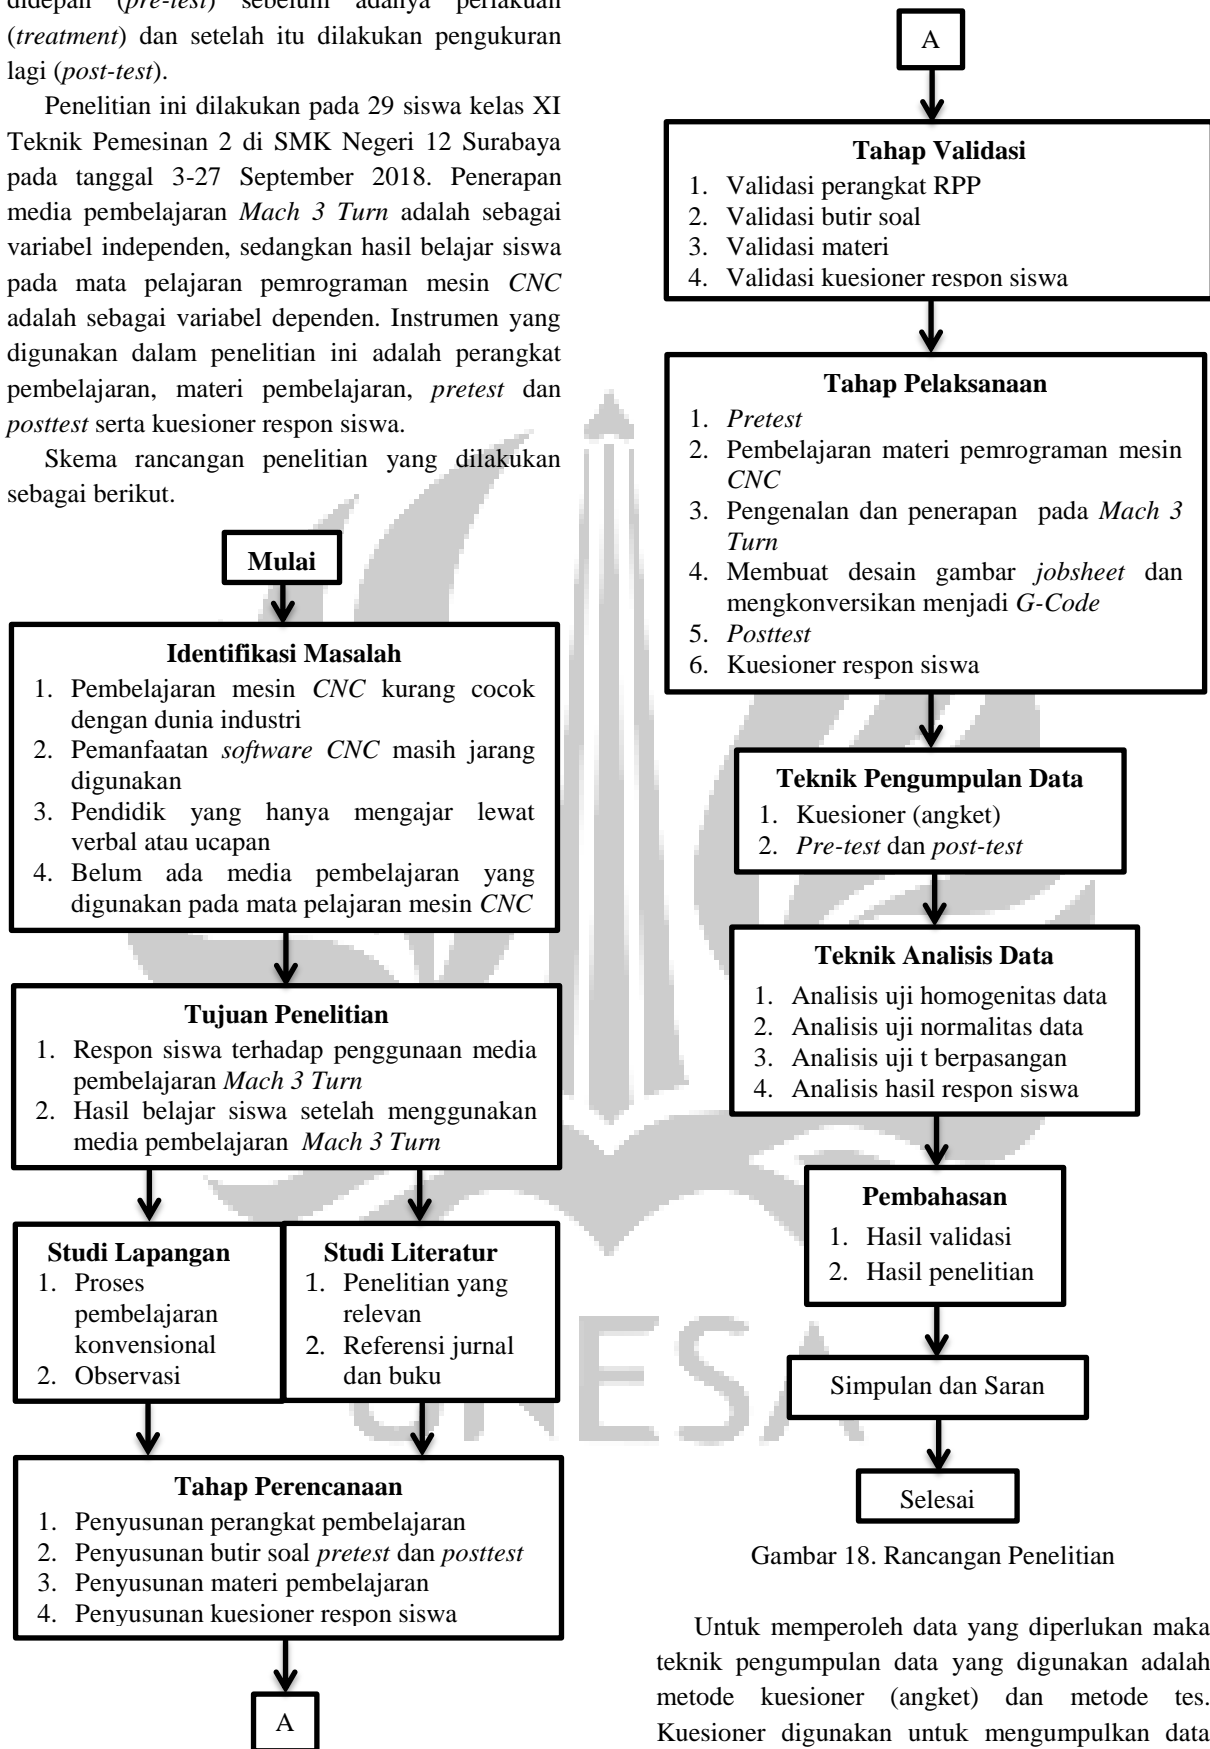 didepan (pre-test) sebelum adanya perlakuan
(treatment) dan setelah itu dilakukan pengukuran
lagi (post-test).
Penelitian ini dilakukan pada 29 siswa kelas XI
Teknik Pemesinan 2 di SMK Negeri 12 Surabaya
pada tanggal 3-27 September 2018. Penerapan
media pembelajaran Mach 3 Turn adalah sebagai
variabel independen, sedangkan hasil belajar siswa
pada mata pelajaran pemrograman mesin CNC
adalah sebagai variabel dependen. Instrumen yang
digunakan dalam penelitian ini adalah perangkat
pembelajaran, materi pembelajaran, pretest dan
posttest serta kuesioner respon siswa.
Skema rancangan penelitian yang dilakukan
sebagai berikut.
Mulai
Identifikasi Masalah
1. Pembelajaran mesin CNC kurang cocok
dengan dunia industri
2. Pemanfaatan software CNC masih jarang
digunakan
3. Pendidik yang hanya mengajar lewat
verbal atau ucapan
4. Belum ada media pembelajaran yang
digunakan pada mata pelajaran mesin CNC
Tujuan Penelitian
1. Respon siswa terhadap penggunaan media
pembelajaran Mach 3 Turn
2. Hasil belajar siswa setelah menggunakan
media pembelajaran Mach 3 Turn
Studi Lapangan
1. Proses
pembelajaran
konvensional
2. Observasi
Studi Literatur
1. Penelitian yang
relevan
2. Referensi jurnal
dan buku
Tahap Perencanaan
1. Penyusunan perangkat pembelajaran
2. Penyusunan butir soal pretest dan posttest
3. Penyusunan materi pembelajaran
4. Penyusunan kuesioner respon siswa
A
A
Tahap Validasi
1. Validasi perangkat RPP
2. Validasi butir soal
3. Validasi materi
4. Validasi kuesioner respon siswa
Tahap Pelaksanaan
1. Pretest
2. Pembelajaran materi pemrograman mesin
CNC
3. Pengenalan dan penerapan pada Mach 3
Turn
4. Membuat desain gambar jobsheet dan
mengkonversikan menjadi G-Code
5. Posttest
6. Kuesioner respon siswa
Teknik Pengumpulan Data
1. Kuesioner (angket)
2. Pre-test dan post-test
Teknik Analisis Data
1. Analisis uji homogenitas data
2. Analisis uji normalitas data
3. Analisis uji t berpasangan
4. Analisis hasil respon siswa
Pembahasan
1. Hasil validasi
2. Hasil penelitian
Simpulan dan Saran
Selesai
Gambar 18. Rancangan Penelitian
Untuk memperoleh data yang diperlukan maka
teknik pengumpulan data yang digunakan adalah
metode kuesioner (angket) dan metode tes.
Kuesioner digunakan untuk mengumpulkan data
UNESA